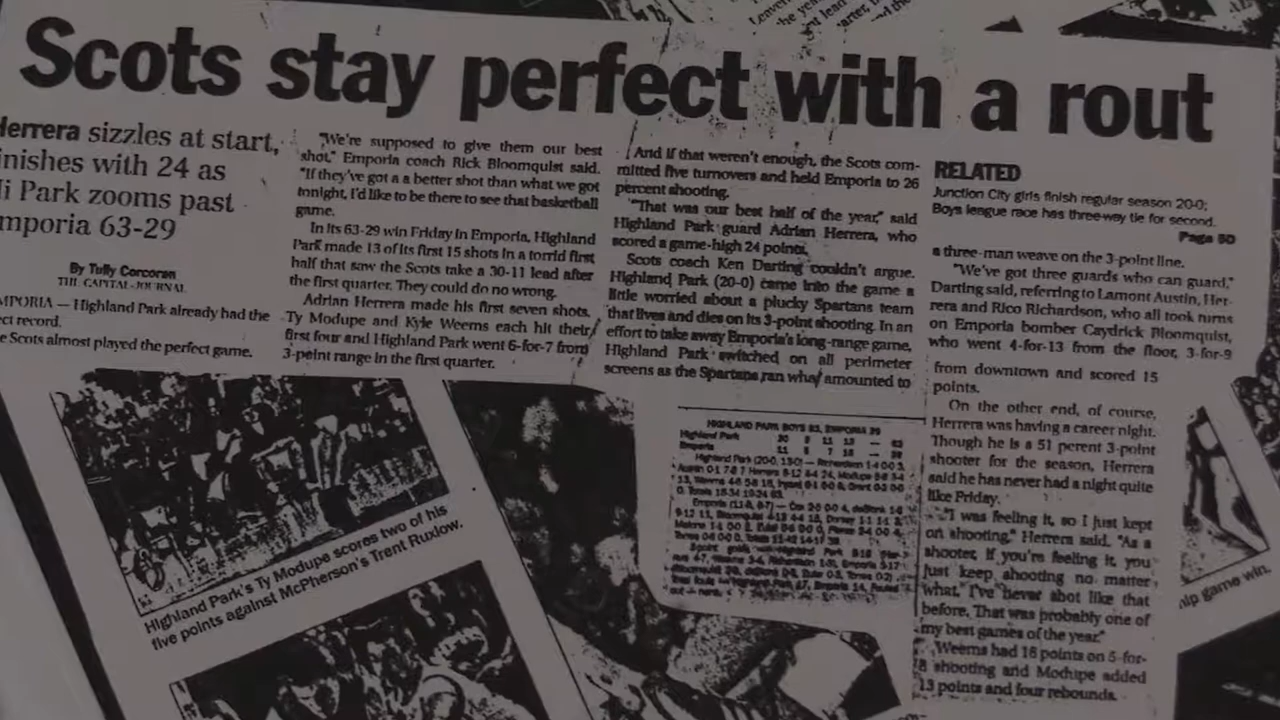 Scots stay perfect with a rout
Herrera sizzles at start,
inishes with 24 as
i Park zooms past
mporia 63-29
By Tully Corcoran
THE CAPITAL-JOURNAL
MPORIA — Highland Park already had the
ct record.
e Scots almost played the perfect game.
"We're supposed to give them our best
shot," Emporia coach Rick Bloomquist said.
"If they've got a a better shot than what we got
tonight, I'd like to be there to see that basketball
game.
In its 63-29 win Friday in Emporia, Highland
Park made 13 of its first 15 shots in a torrid first
half that saw the Scots take a 30-11 lead after
the first quarter. They could do no wrong.
Adrian Herrera made his first seven shots,
Ty Modupe and Kyle Weems each hit their
first four and Highland Park went 6-for-7 from
3-point range in the first quarter.
And if that weren't enough, the Scots com-
mitted five turnovers and held Emporia to 26
percent shooting.
"That was our best half of the year," said
Highland Park guard Adrian Herrera, who
scored a game-high 24 points.
Scots coach Ken Darting couldn't argue.
Highland Park (20-0) came into the game a
little worried about a plucky Spartans team
that lives and dies on its 3-point shooting. In an
effort to take away Emporia's long-range game,
Highland Park switched on all perimeter
screens as the Spartans ran what amounted to
RELATED
Junction City girls finish regular season 20-0;
Boys league race has three-way tie for second.
Page 5D
a three-man weave on the 3-point line.
"We've got three guards who can guard,"
Darting said, referring to Lamont Austin, Her-
rera and Rico Richardson, who all took turns
on Emporia bomber Caydrick Bloomquist,
who went 4-for-13 from the floor, 3-for-9
from downtown and scored 15
points.
On the other end, of course,
Herrera was having a career night.
Though he is a 51 perent 3-point
shooter for the season, Herrera
said he has never had a night quite
like Friday.
"I was feeling it, so I just kept
on shooting," Herrera said. "As a
shooter, if you're feeling it, you
just keep shooting no matter
what. I've never shot like that
before. That was probably one of
my best games of the year."
Weems had 18 points on 5-for-
8 shooting and Modupe added
13 points and four rebounds.
Highland Park's Ty Modupe scores two of his
five points against McPherson's Trent Ruxlow.
HIGHLAND PARK BOYS 63, EMPORIA 29
Highland Park
Emporia
hip game win.